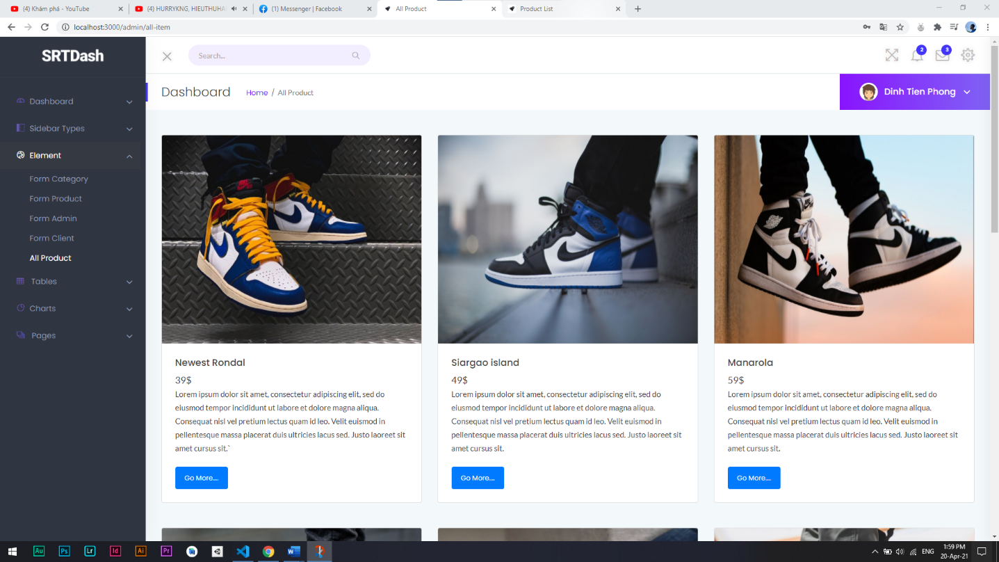 (4) Khám phá - YouTube
(4) HURRYKNG, HIEUTHUHA
(1) Messenger | Facebook
All Product
Product List
localhost:3000/admin/all-item
SRTDash
Search...
2
3
Dashboard
Home / All Product
Dinh Tien Phong
Dashboard
Sidebar Types
Element
Form Category
Form Product
Form Admin
Form Client
All Product
Tables
Charts
Pages
Newest Rondal
39$
Lorem ipsum dolor sit amet, consectetur adipiscing elit, sed do
eiusmod tempor incididunt ut labore et dolore magna aliqua.
Consequat nisl vel pretium lectus quam id leo. Velit euismod in
pellentesque massa placerat duis ultricies lacus sed. Justo laoreet sit
amet cursus sit.`
Go More....
Siargao island
49$
Lorem ipsum dolor sit amet, consectetur adipiscing elit, sed do
eiusmod tempor incididunt ut labore et dolore magna aliqua.
Consequat nisl vel pretium lectus quam id leo. Velit euismod in
pellentesque massa placerat duis ultricies lacus sed. Justo laoreet sit
amet cursus sit.
Go More....
Manarola
59$
Lorem ipsum dolor sit amet, consectetur adipiscing elit, sed do
eiusmod tempor incididunt ut labore et dolore magna aliqua.
Consequat nisl vel pretium lectus quam id leo. Velit euismod in
pellentesque massa placerat duis ultricies lacus sed. Justo laoreet sit
amet cursus sit.
Go More....
Au
Ps
Lr
Id
Ai
Pr
ENG
1:59 PM
20-Apr-21